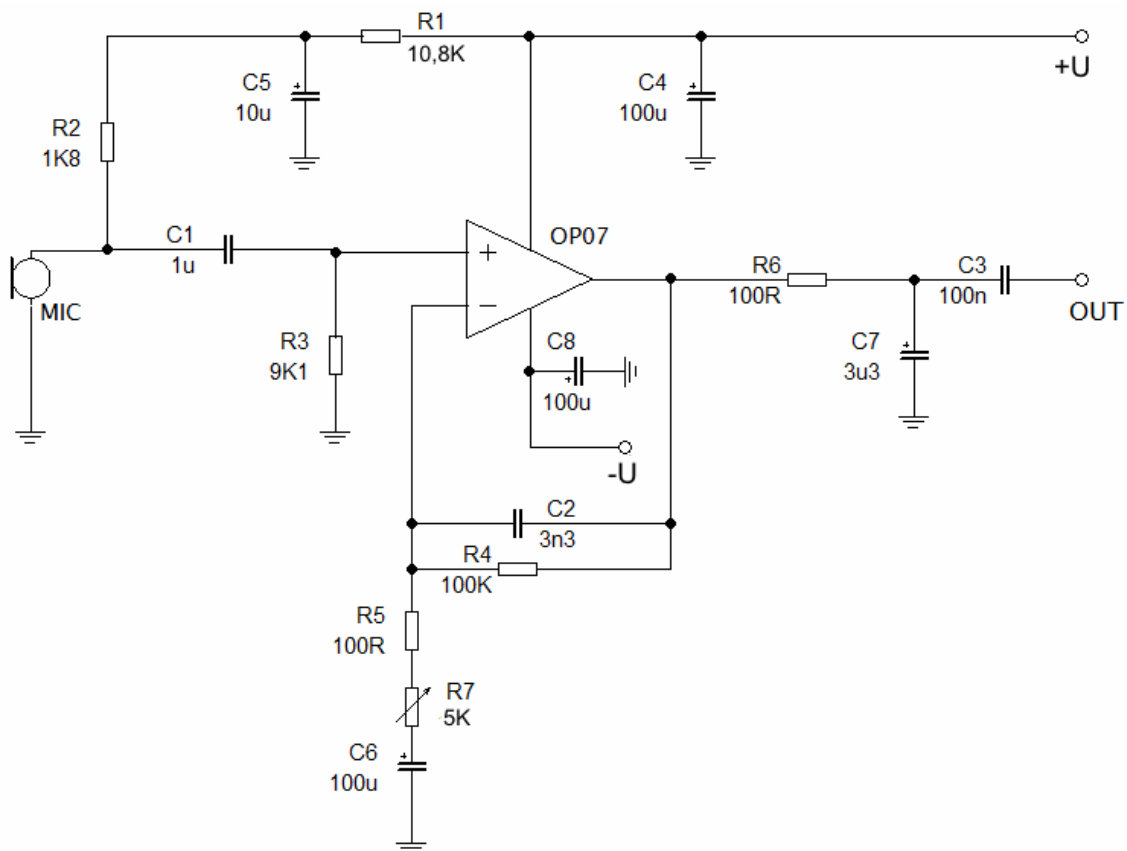 R1
10,8K
+U
C5
10u
C4
100u
R2
1K8
C1
1u
+
OP07
−
MIC
R3
9K1
R6
100R
C3
100n
OUT
C8
+
100u
C7
3u3
-U
C2
3n3
R4
100K
R5
100R
R7
5K
C6
100u